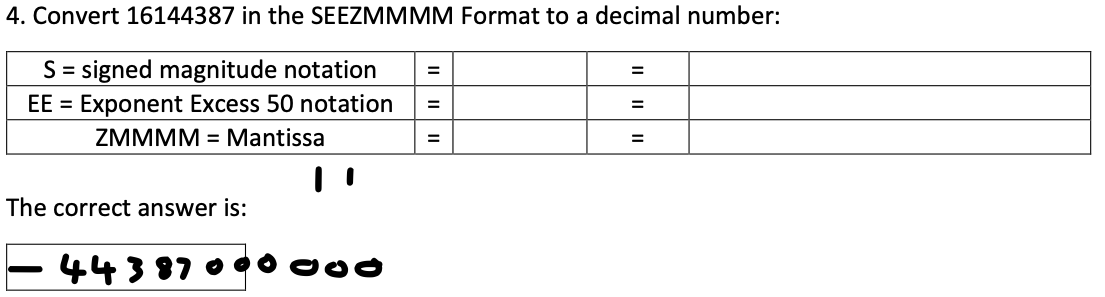 4. Convert 16144387 in the SEEZMMMM Format to a decimal number:
S = signed magnitude notation = =
EE = Exponent Excess 50 notation = =
ZMMMM = Mantissa = =
11
The correct answer is:
- 44387000000